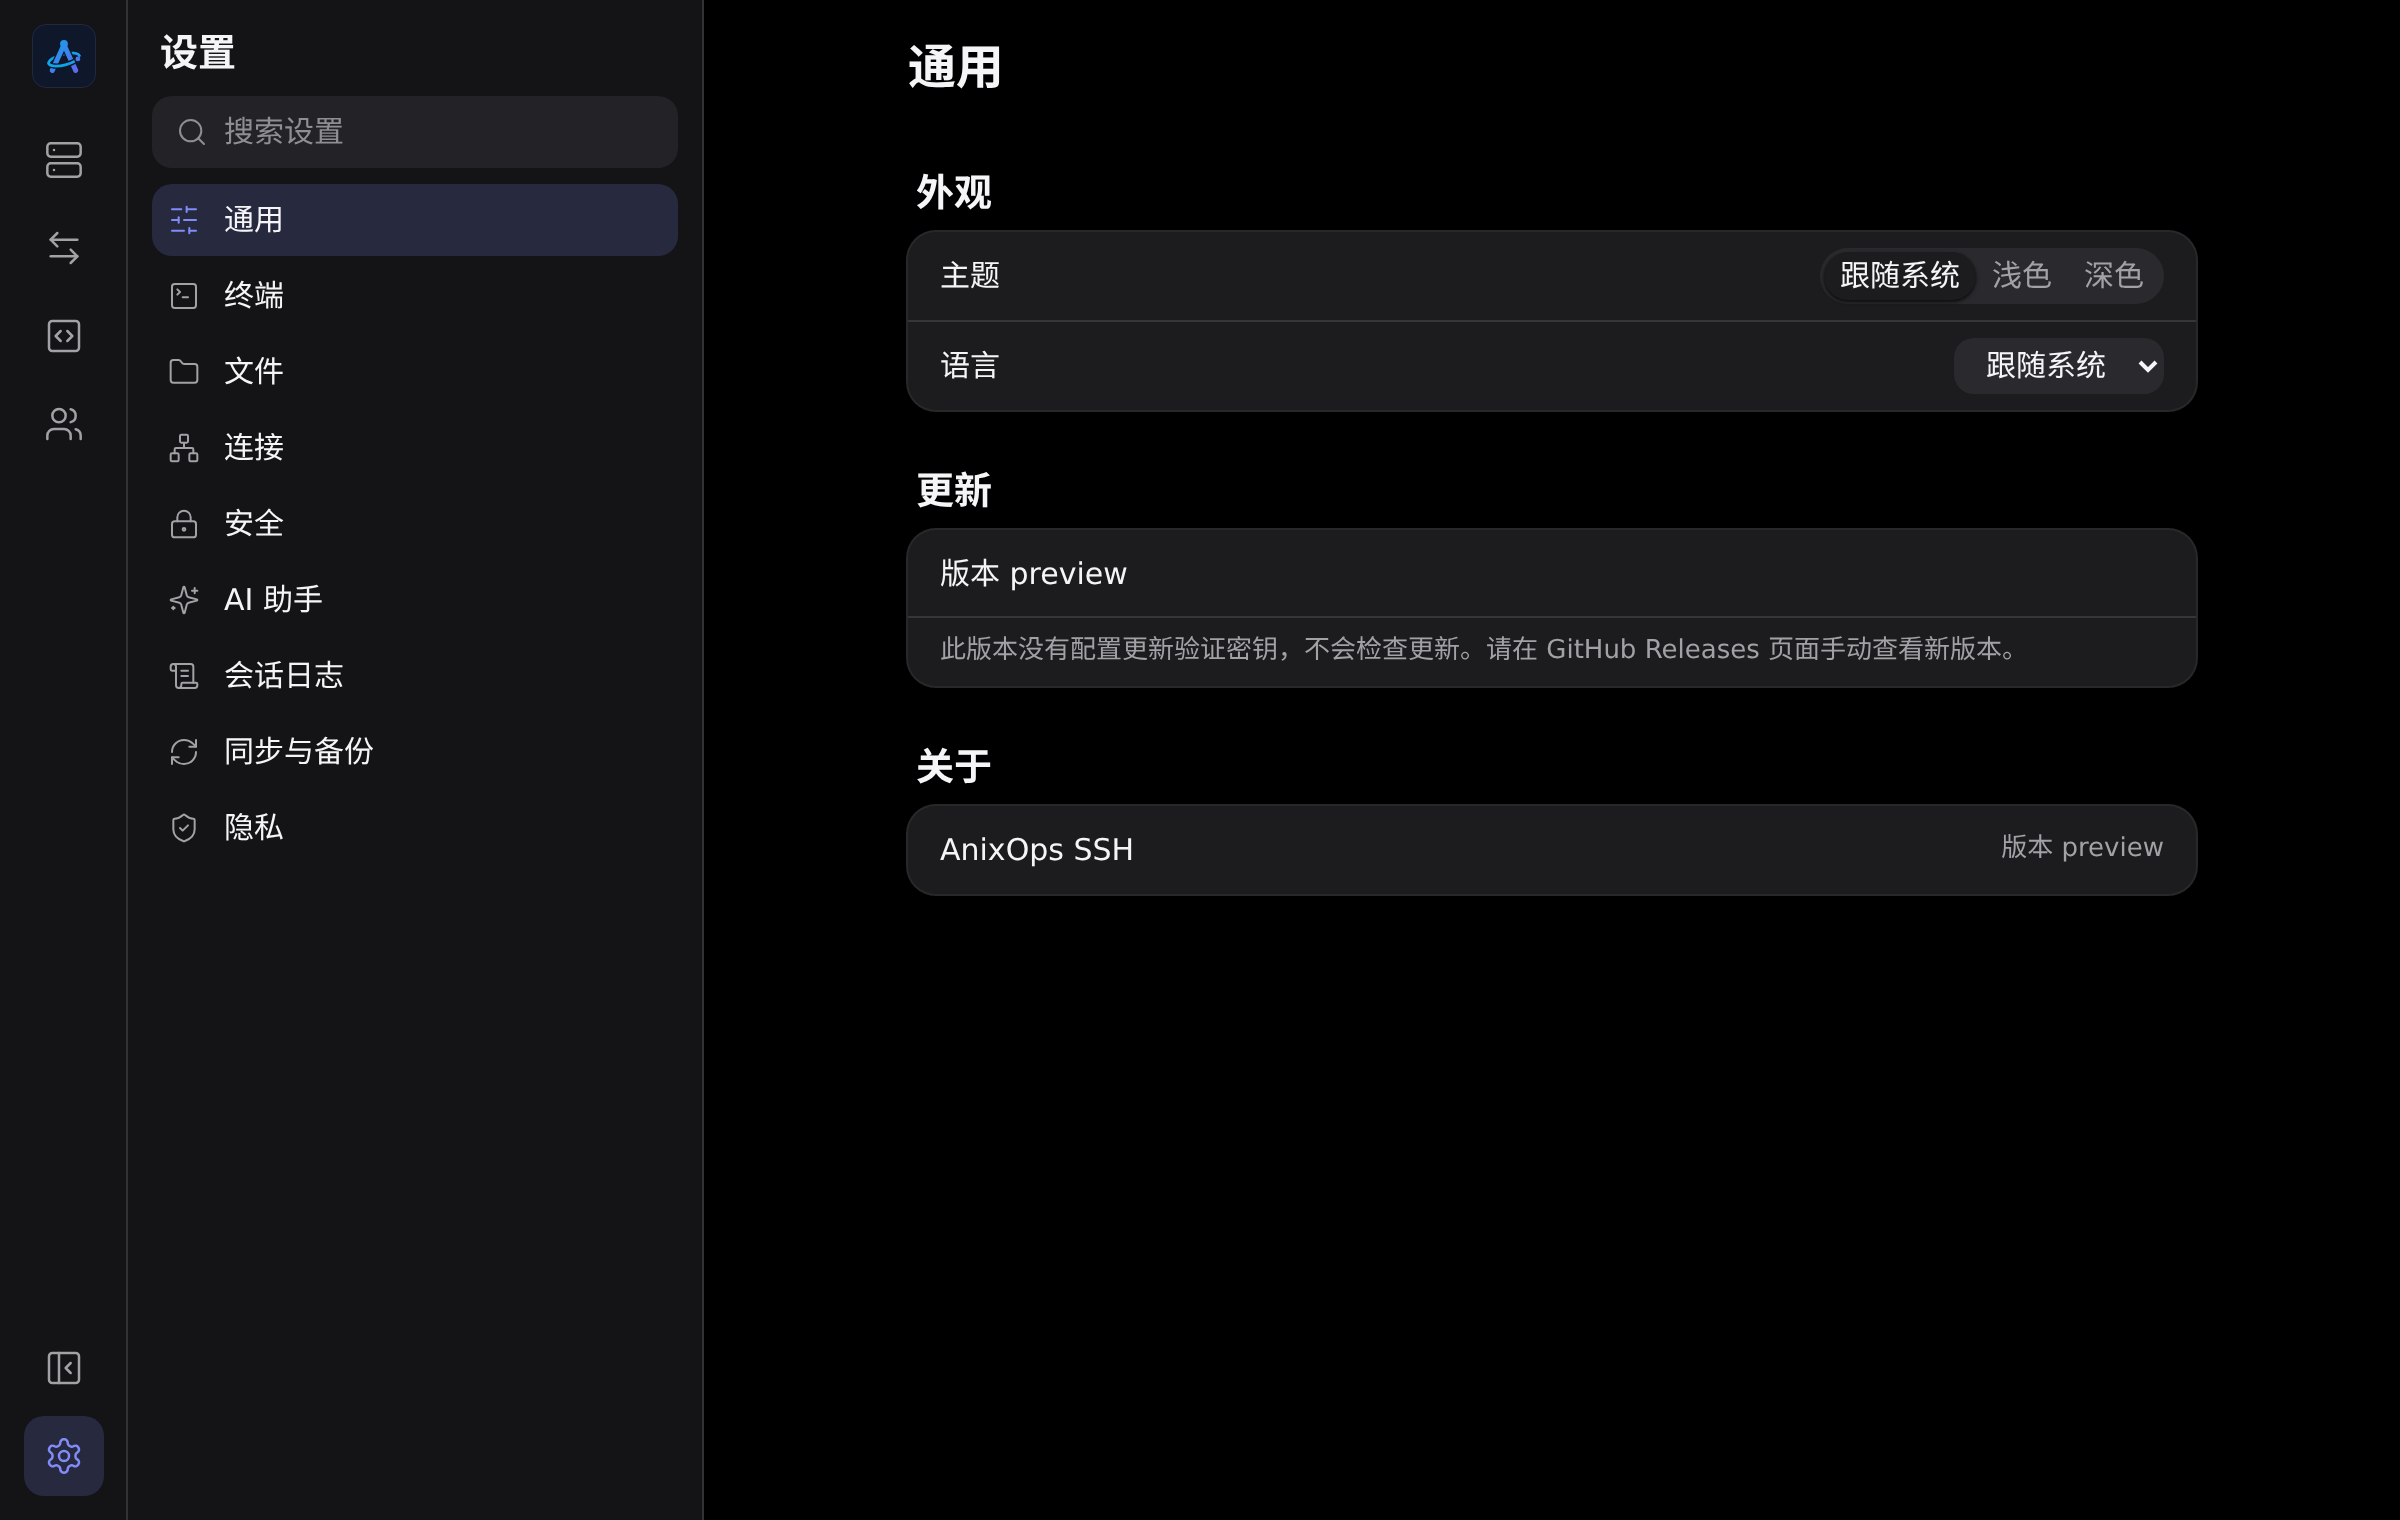 设置
搜索设置
通用
终端
文件
连接
安全
AI 助手
会话日志
同步与备份
隐私
通用
外观
主题
跟随系统 浅色 深色
语言
跟随系统
更新
版本 preview
此版本没有配置更新验证密钥，不会检查更新。请在 GitHub Releases 页面手动查看新版本。
关于
AnixOps SSH
版本 preview